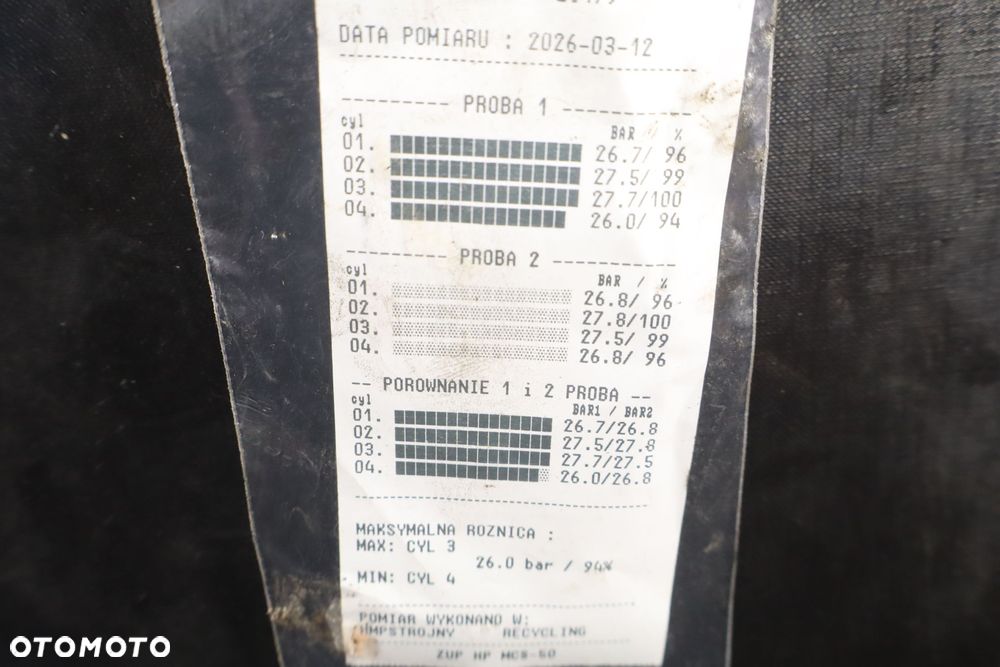 DATA POMIARU : 2026-03-12
PROBA 1
cyl BAR / %
01. 26.7/ 96
02. 27.5/ 99
03. 27.7/100
04. 26.0/ 94
PROBA 2
cyl BAR / %
01. 26.8/ 96
02. 27.8/100
03. 27.5/ 99
04. 26.8/ 96
-- POROWNANIE 1 i 2 PROBA --
cyl BAR1 / BAR2
01. 26.7/26.8
02. 27.5/27.8
03. 27.7/27.5
04. 26.0/26.8
MAKSYMALNA ROZNICA :
MAX: CYL 3
26.0 bar / 94%
MIN: CYL 4
POMIAR WYKONANO W:
RECYCLING
ZUP HP MCS-60
OTOMOTO